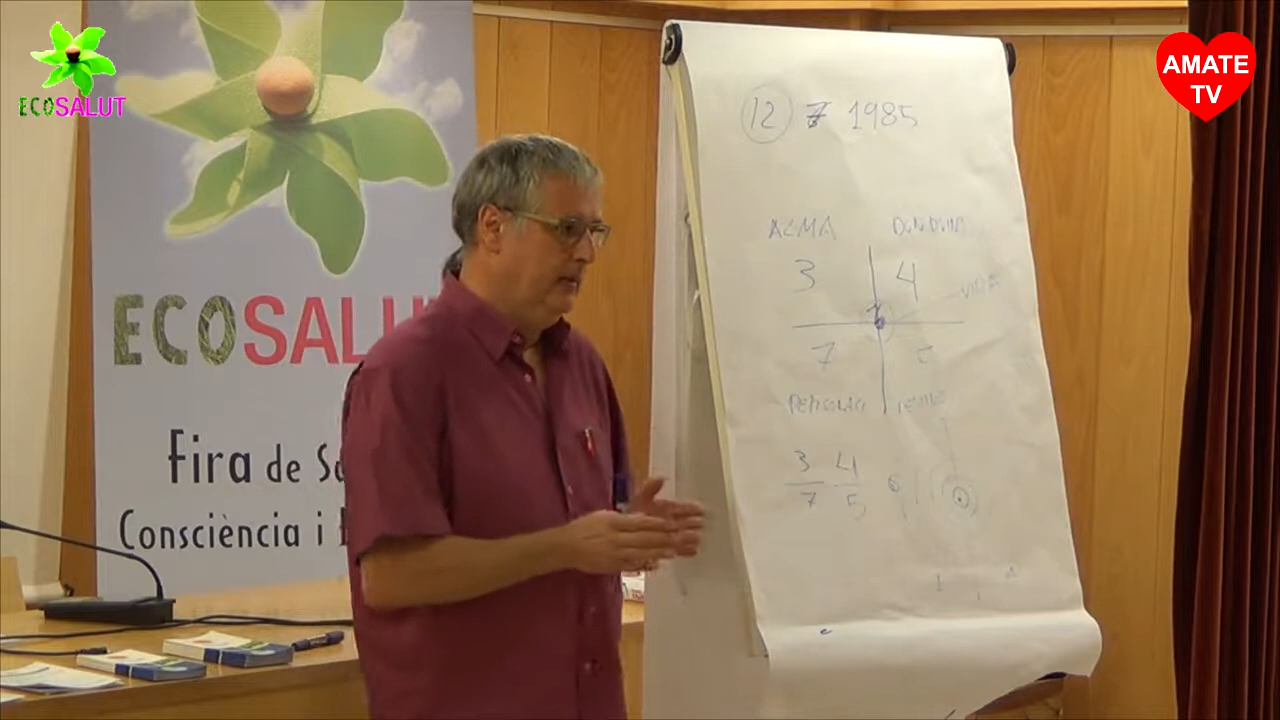 ECOSALUT
AMATE
TV
ECOSAL
Fira de
Consciència i
12 7 1985
ALMA
3 4
VIDA
7
3 4
7 5 6